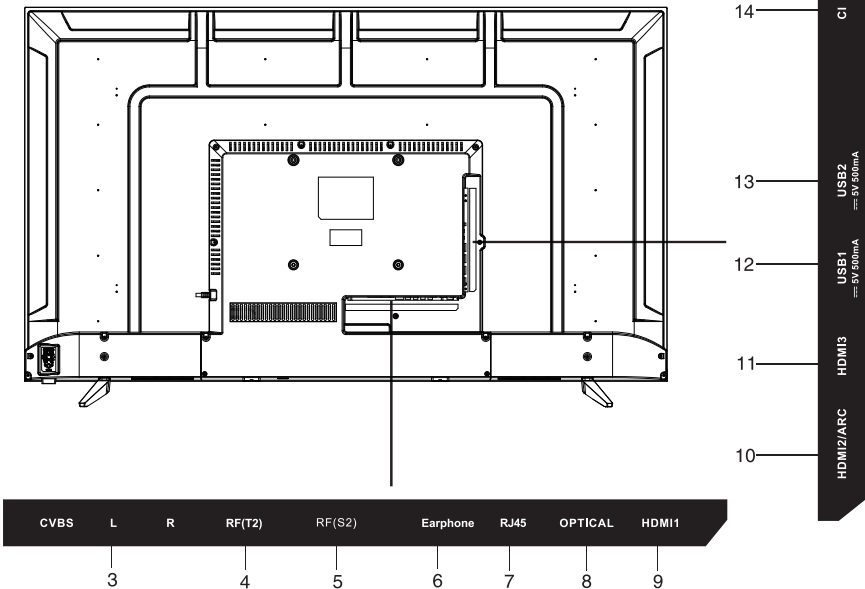 14
CI
13
USB2
⎓ 5V 500mA
12
USB1
⎓ 5V 500mA
11
HDMI3
10
HDMI2/ARC
CVBS L R RF(T2) RF(S2) Earphone RJ45 OPTICAL HDMI1
3 4 5 6 7 8 9